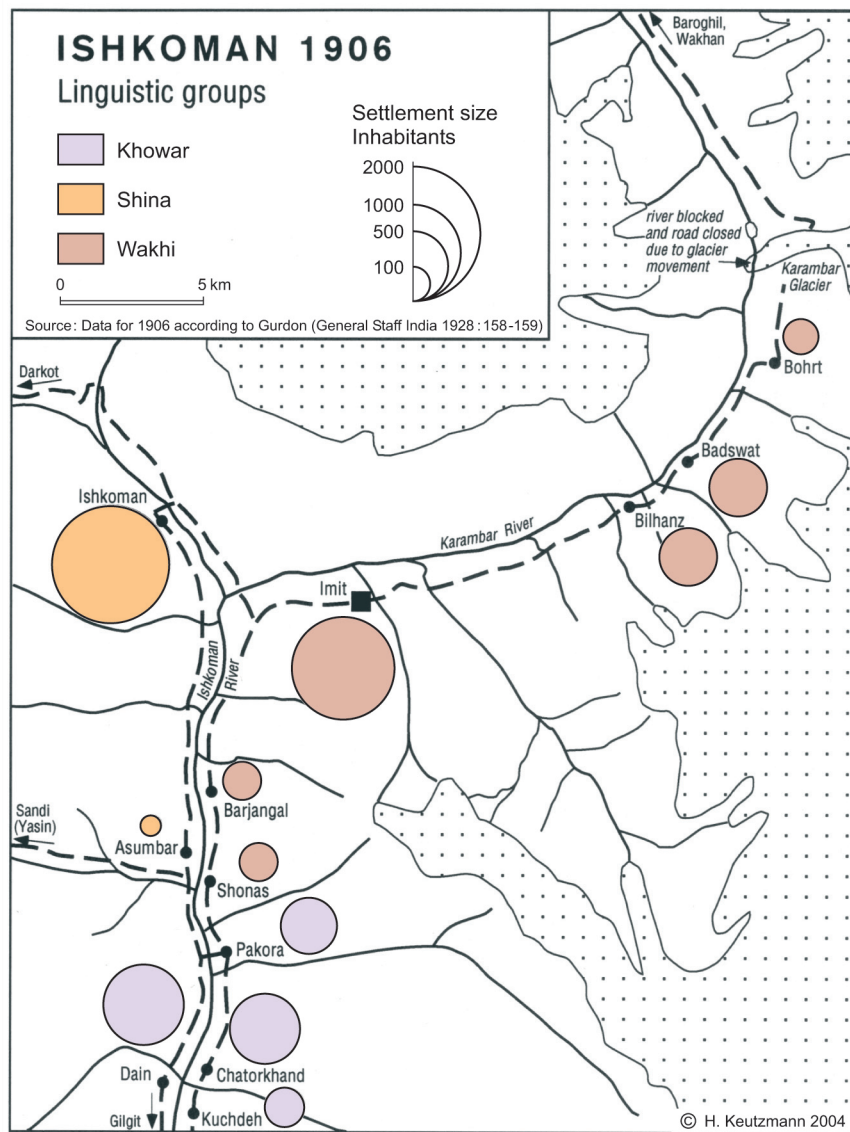 ISHKOMAN 1906
Linguistic groups
Khowar
Shina
Wakhi
0 5 km
Settlement size
Inhabitants
2000
1000
500
100
Source: Data for 1906 according to Gurdon (General Staff India 1928: 158-159)
Baroghil,
Wakhan
river blocked
and road closed
due to glacier
movement
Karambar
Glacier
Bohrt
Darkot
Badswat
Ishkoman
Bilhanz
Karambar River
Imit
Ishkoman
River
Barjangal
Sandi
(Yasin)
Asumbar
Shonas
Pakora
Dain
Chatorkhand
Gilgit
Kuchdeh
© H. Keutzmann 2004